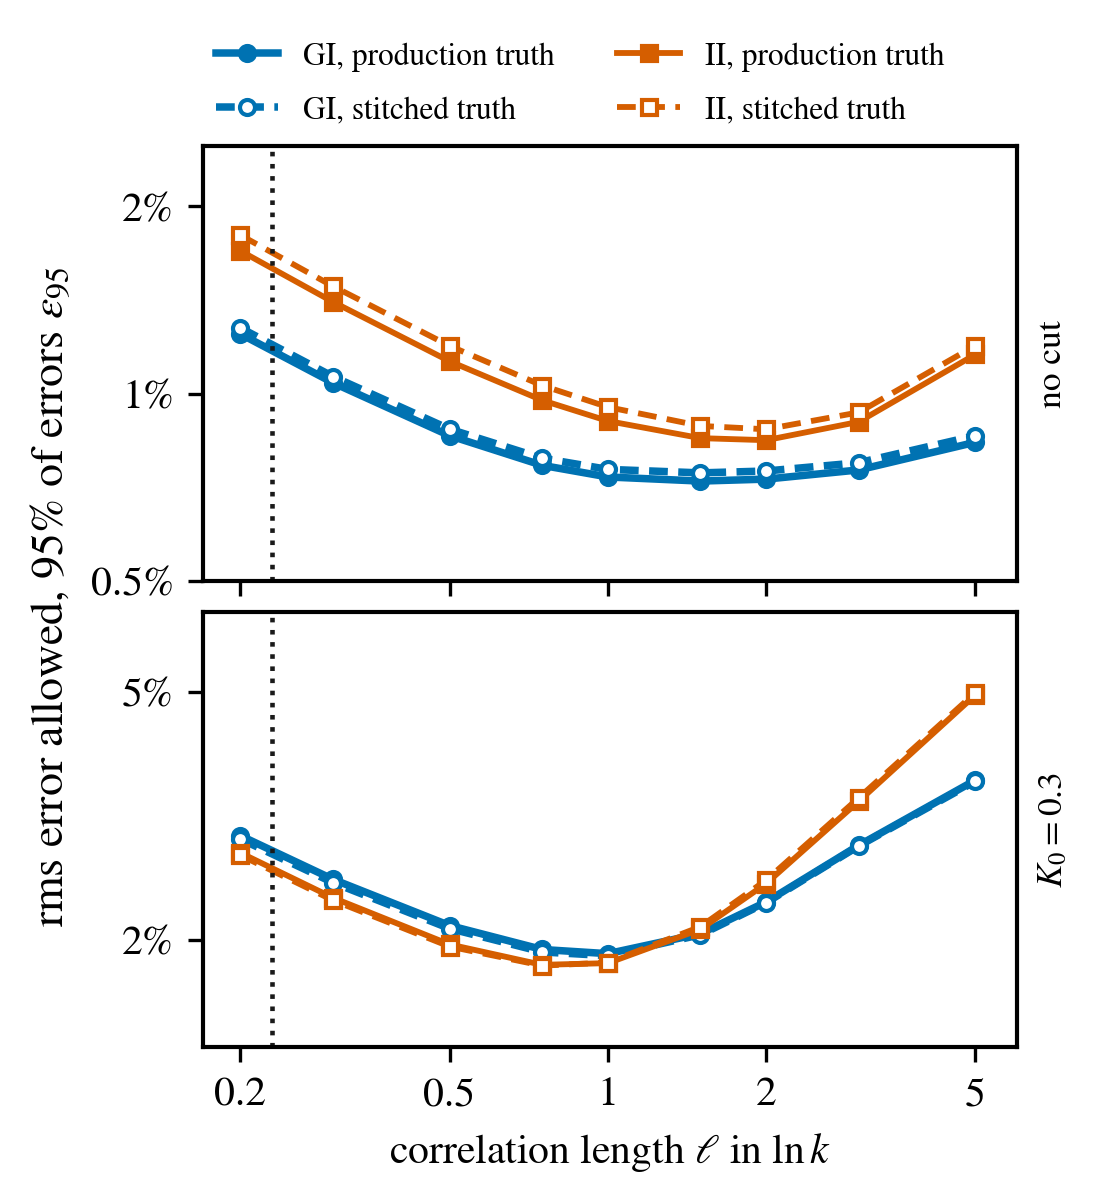 GI, production truth
II, production truth
GI, stitched truth
II, stitched truth
2%
1%
0.5%
no cut
rms error allowed, 95% of errors ε95
5%
2%
K₀ = 0.3
0.2
0.5
1
2
5
correlation length ℓ in ln k